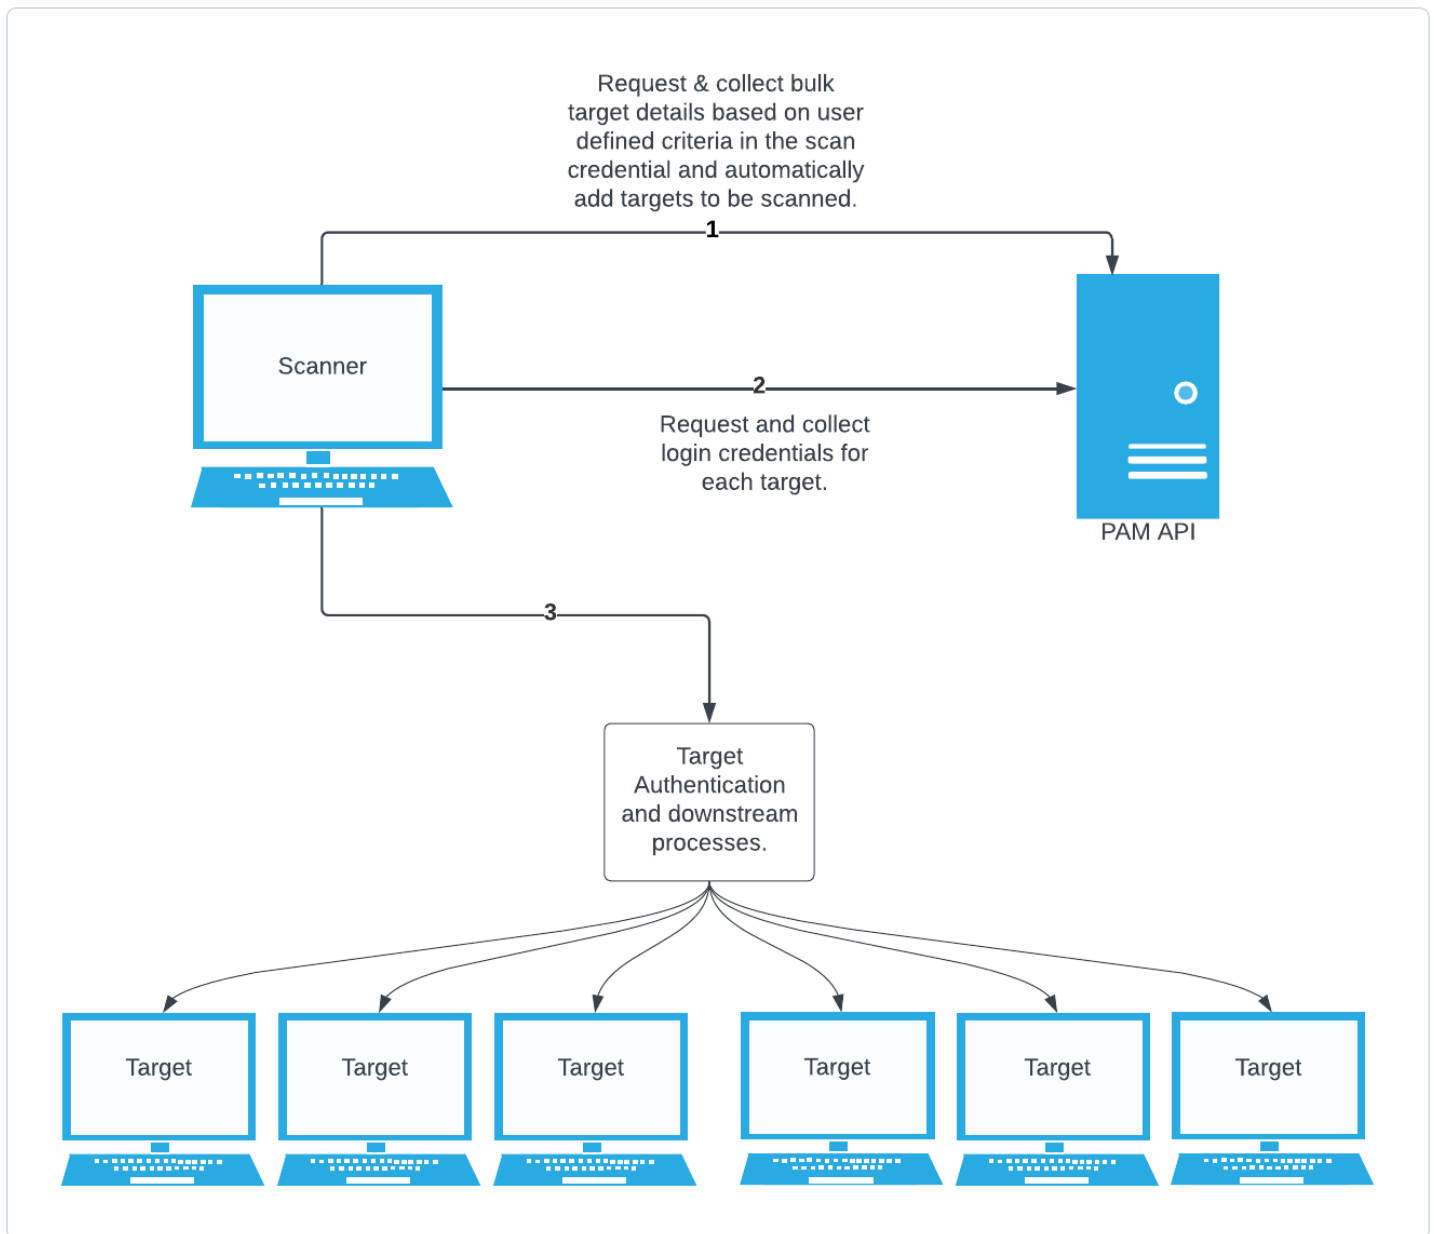 Request & collect bulk
target details based on user
defined criteria in the scan
credential and automatically
add targets to be scanned.
1
Scanner
2
Request and collect
login credentials for
each target.
PAM API
3
Target
Authentication
and downstream
processes.
Target
Target
Target
Target
Target
Target